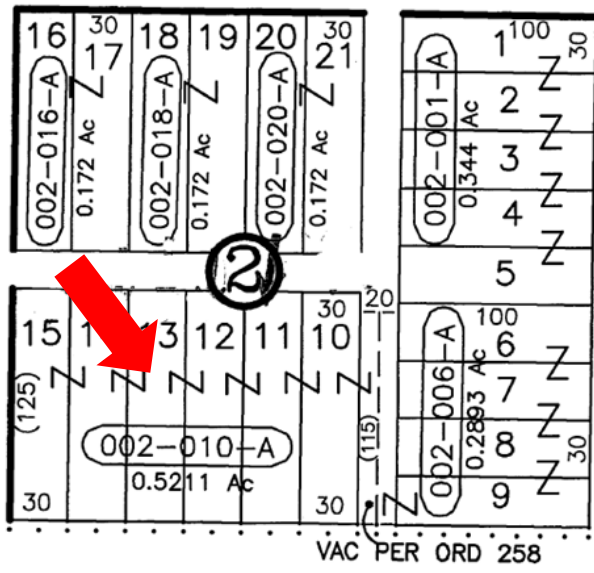 16 30 17 18 19 20 21
002-016-A
0.172 Ac
002-018-A
0.172 Ac
002-020-A
0.172 Ac
1 100 30
2
3
4
5
002-001-A
0.344 Ac
2
15 1 13 12 11 10
30
20
(125)
(115)
002-010-A
0.5211 Ac
30 30
100
6
7
8
9
30
002-006-A
0.2893 Ac
VAC PER ORD 258